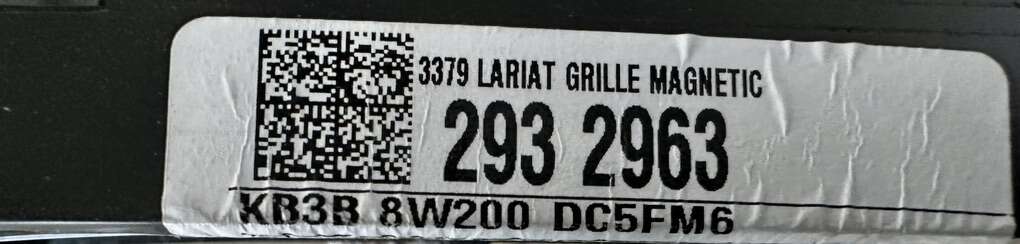 3379 LARIAT GRILLE MAGNETIC
293 2963
KB3B 8W200 DC5FM6